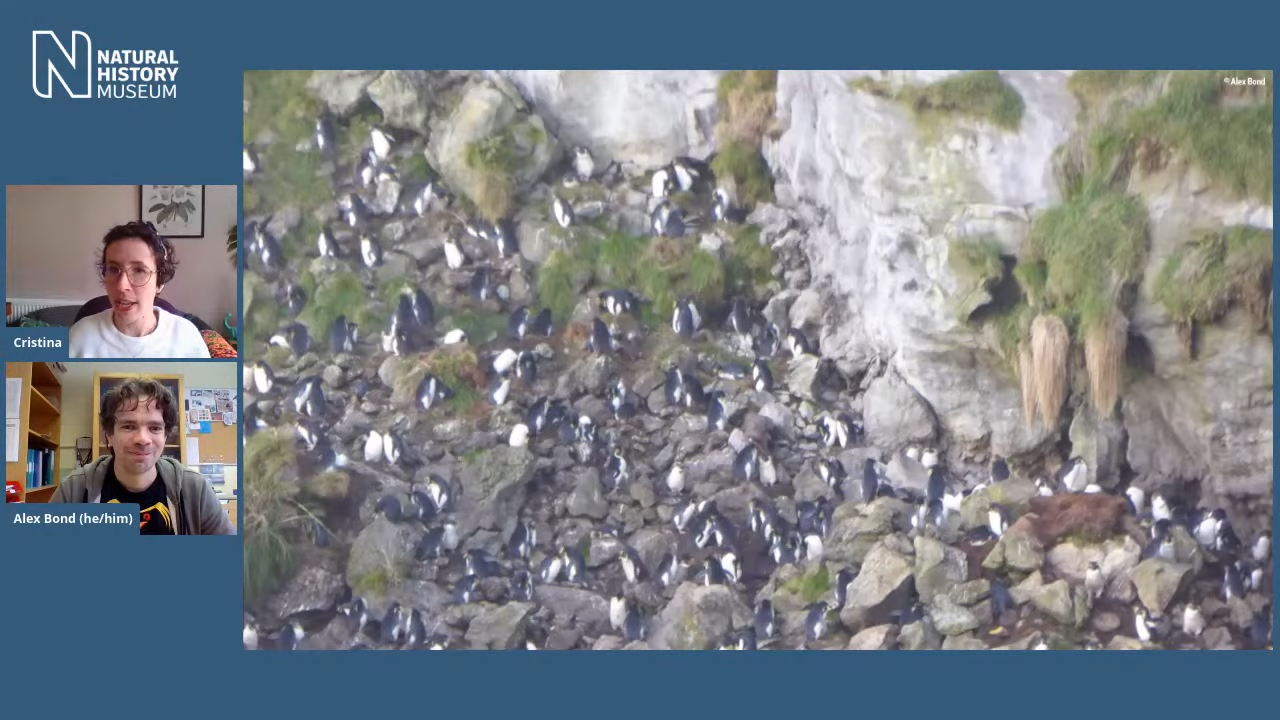 NATURAL
HISTORY
MUSEUM
© Alex Bond
Cristina
Alex Bond (he/him)